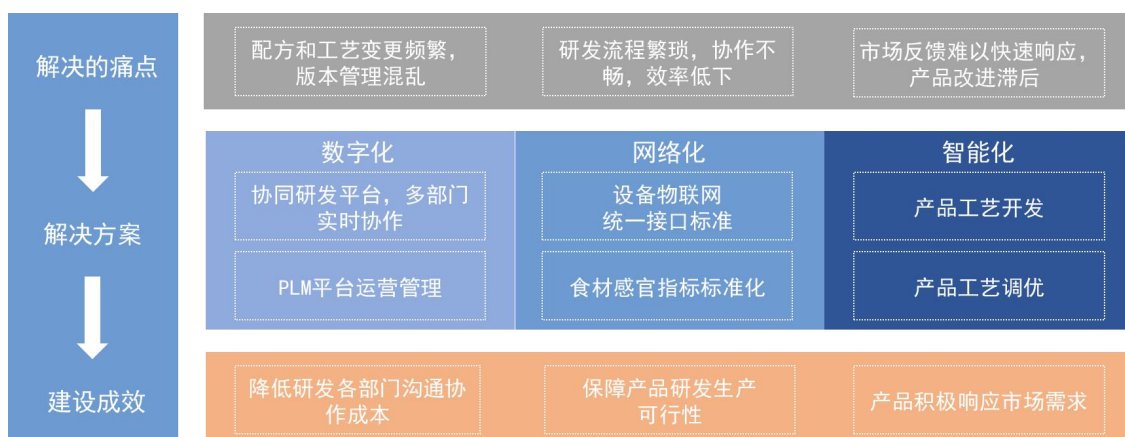 解决的痛点
配方和工艺变更频繁，
版本管理混乱
研发流程繁琐，协作不
畅，效率低下
市场反馈难以快速响应，
产品改进滞后
解决方案
数字化
协同研发平台，多部门
实时协作
PLM平台运营管理
网络化
设备物联网
统一接口标准
食材感官指标标准化
智能化
产品工艺开发
产品工艺调优
建设成效
降低研发各部门沟通协
作成本
保障产品研发生产
可行性
产品积极响应市场需求